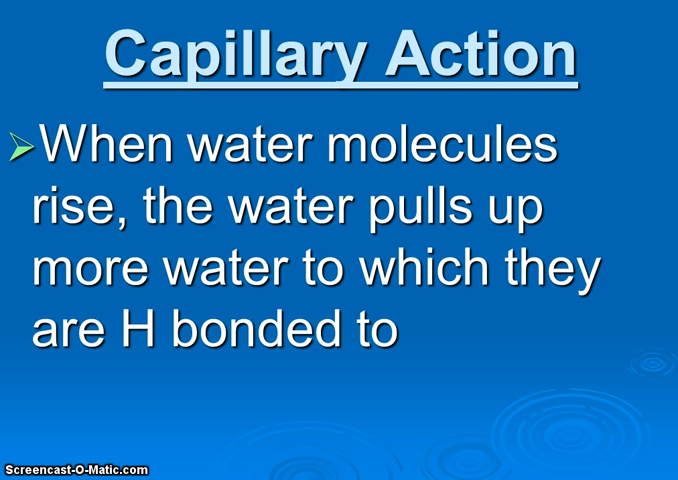 Capillary Action
When water molecules
rise, the water pulls up
more water to which they
are H bonded to
Screencast-O-Matic.com